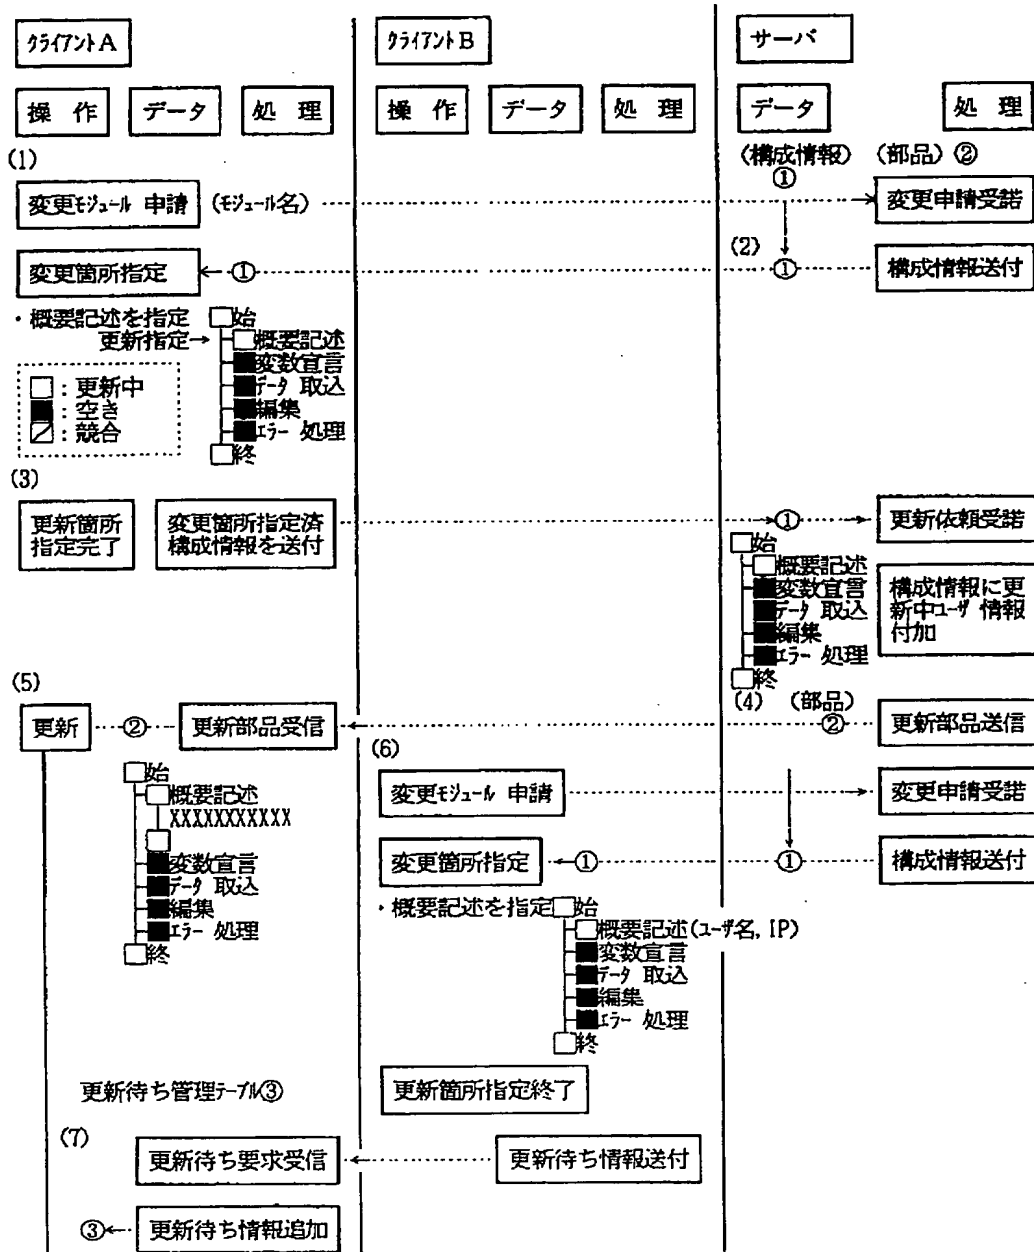 クライアントA
クライアントB
サーバ
操 作
データ
処 理
操 作
データ
処 理
データ
処 理
(1)
(構成情報) (部品)②
①
変更モジュール 申請 (モジュール名)
変更申請受諾
(2)
変更箇所指定 ①
①
構成情報送付
・概要記述を指定
更新指定→
始
概要記述
変数宣言
データ 取込
編集
エラー 処理
終
□:更新中
■:空き
〼:競合
(3)
更新箇所
指定完了
変更箇所指定済
構成情報を送付
①
更新依頼受諾
始
概要記述
変数宣言
データ 取込
編集
エラー 処理
終
構成情報に更
新中ユーザ 情報
付加
(5)
(4) (部品)
更新 ② 更新部品受信
②
更新部品送信
(6)
始
概要記述
XXXXXXXXXXX
変数宣言
データ 取込
編集
エラー 処理
終
変更モジュール 申請
変更申請受諾
変更箇所指定 ①
①
構成情報送付
・概要記述を指定
始
概要記述(ユーザ名, IP)
変数宣言
データ 取込
編集
エラー 処理
終
更新待ち管理テーブル③
更新箇所指定終了
(7)
更新待ち要求受信
更新待ち情報送付
③ 更新待ち情報追加